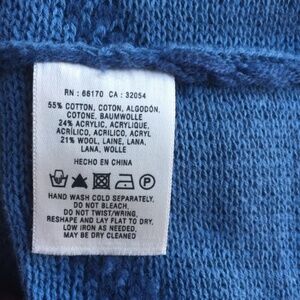 RN : 66170 CA : 32054
55% COTTON, COTON, ALGODÓN,
COTONE, BAUMWOLLE
24% ACRYLIC, ACRYLIQUE,
ACRÍLICO, ACRILICO, ACRYL
21% WOOL, LAINE, LANA,
LANA, WOLLE
HECHO EN CHINA
P
HAND WASH COLD SEPARATELY,
DO NOT BLEACH,
DO NOT TWIST/WRING,
RESHAPE AND LAY FLAT TO DRY,
LOW IRON AS NEEDED,
MAY BE DRY CLEANED